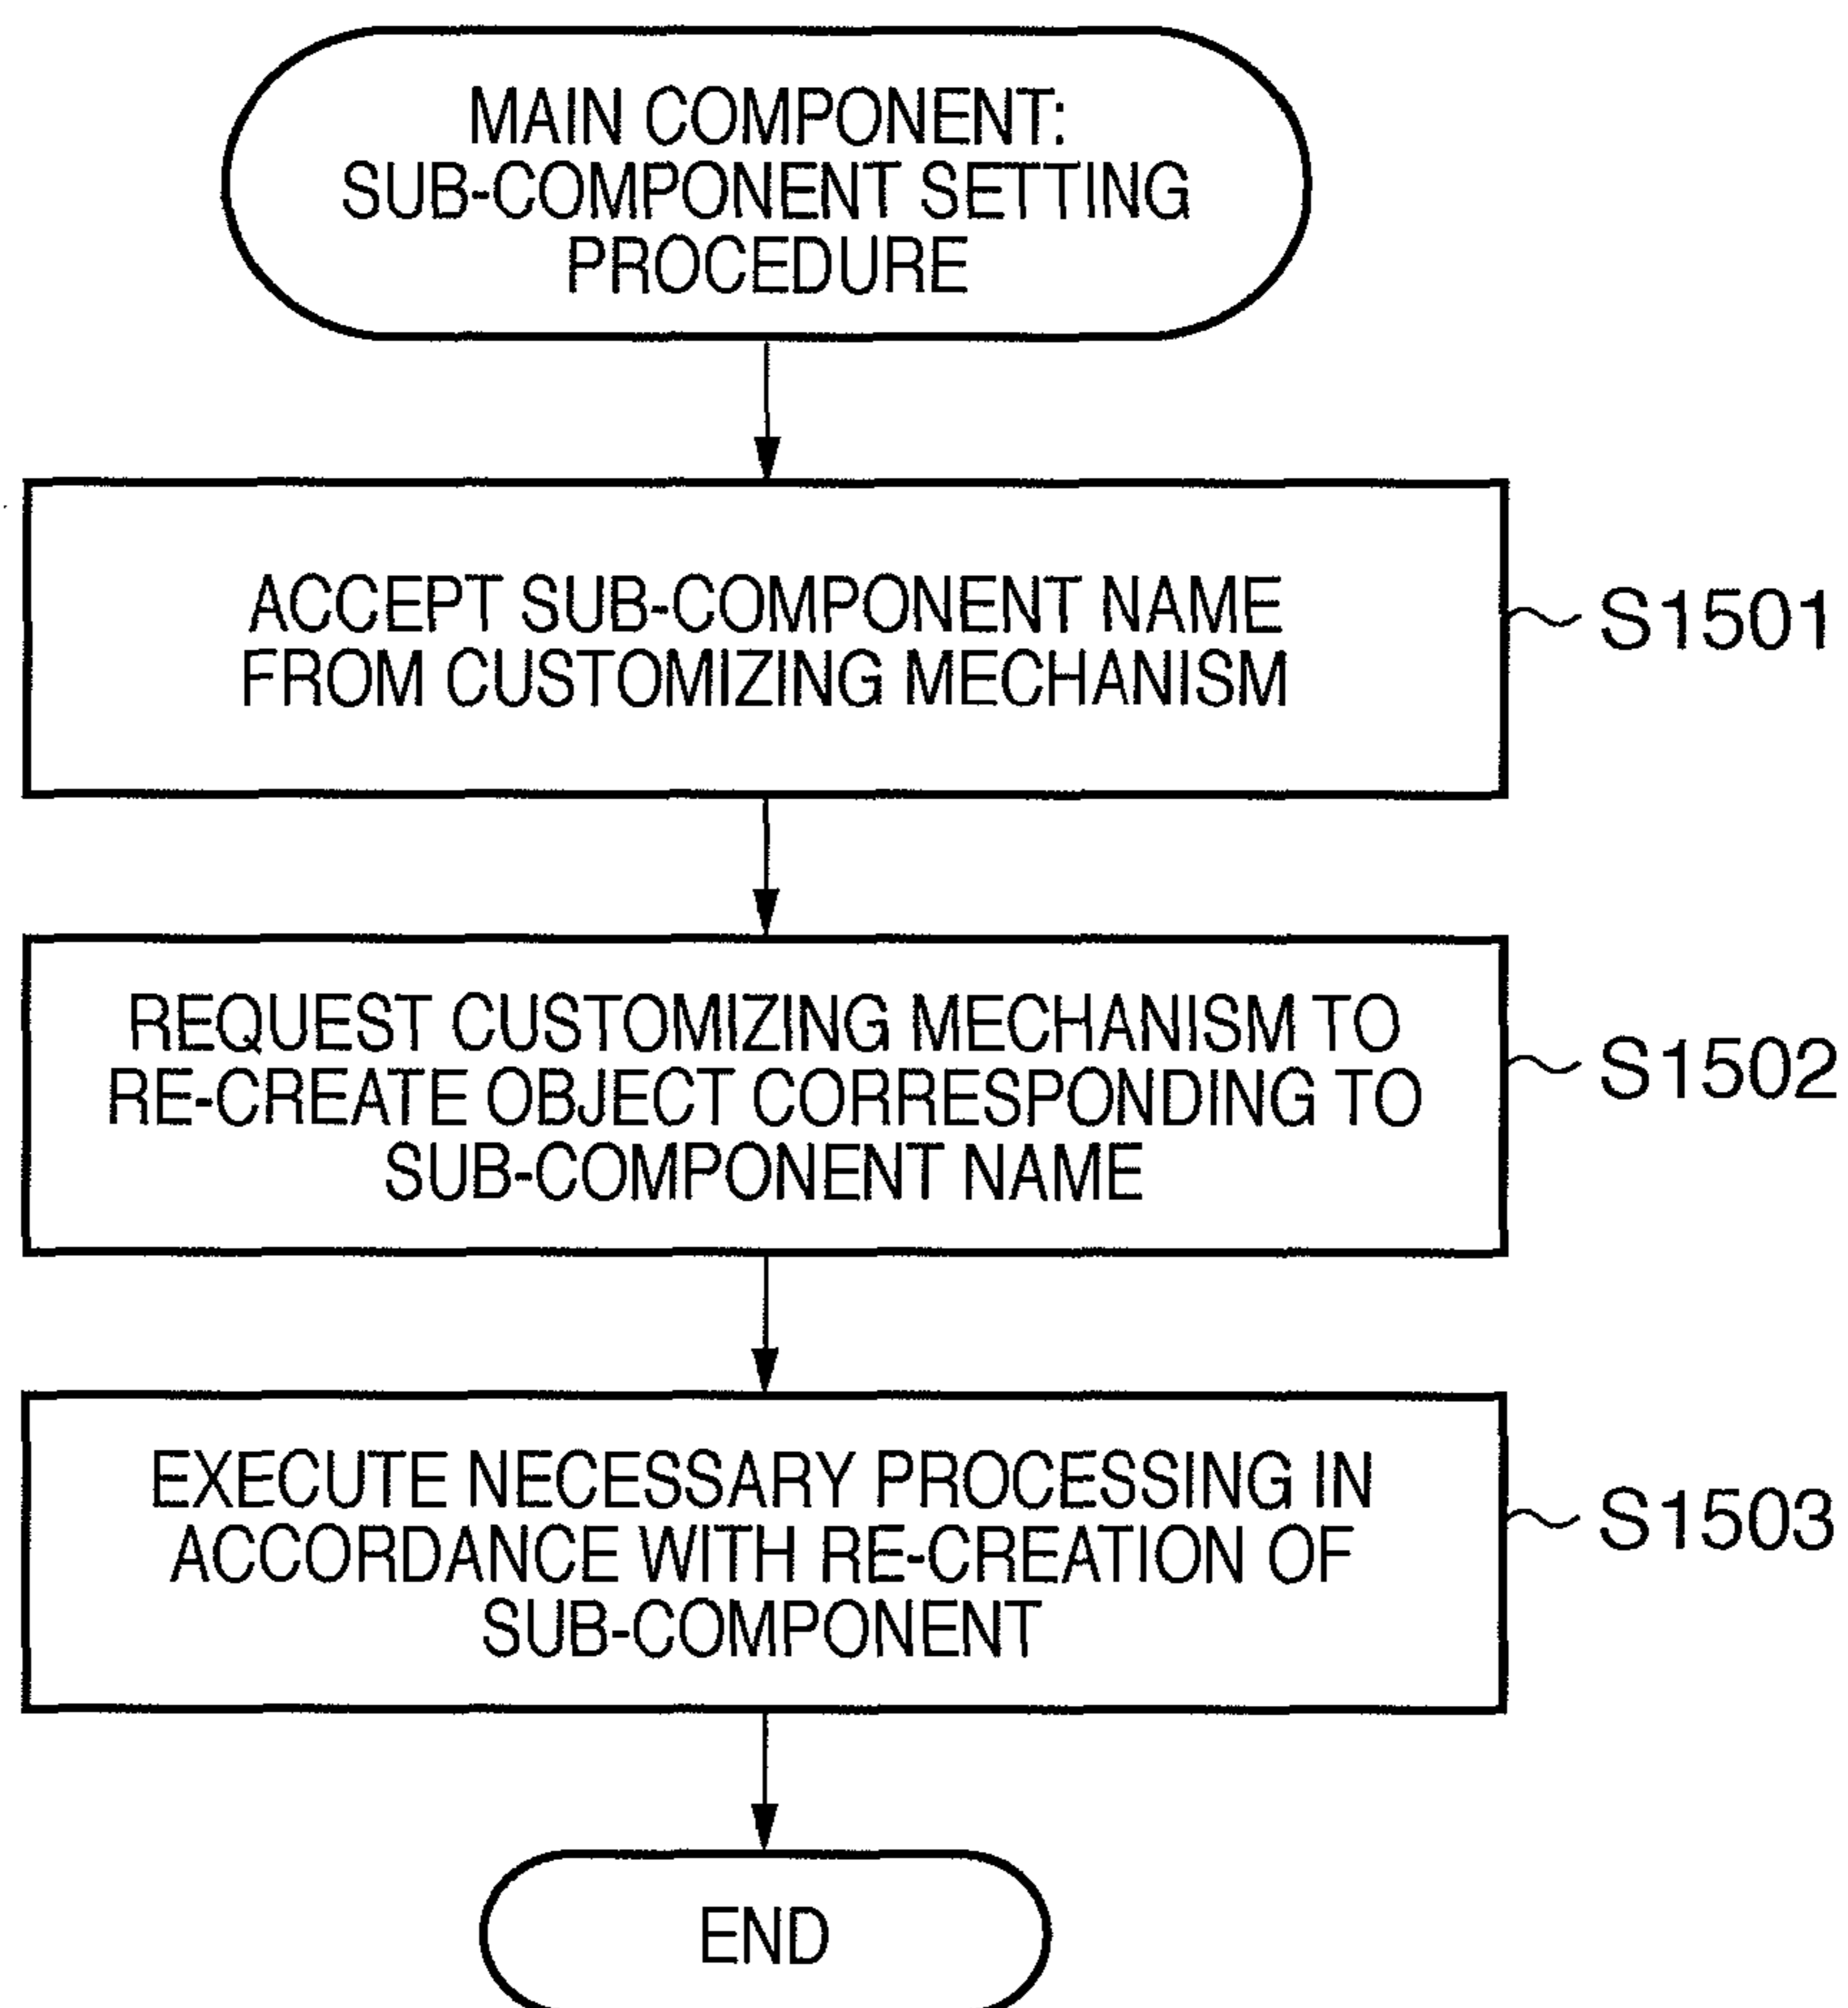 MAIN COMPONENT:
SUB-COMPONENT SETTING
PROCEDURE
ACCEPT SUB-COMPONENT NAME
FROM CUSTOMIZING MECHANISM
S1501
REQUEST CUSTOMIZING MECHANISM TO
RE-CREATE OBJECT CORRESPONDING TO
SUB-COMPONENT NAME
S1502
EXECUTE NECESSARY PROCESSING IN
ACCORDANCE WITH RE-CREATION OF
SUB-COMPONENT
S1503
END